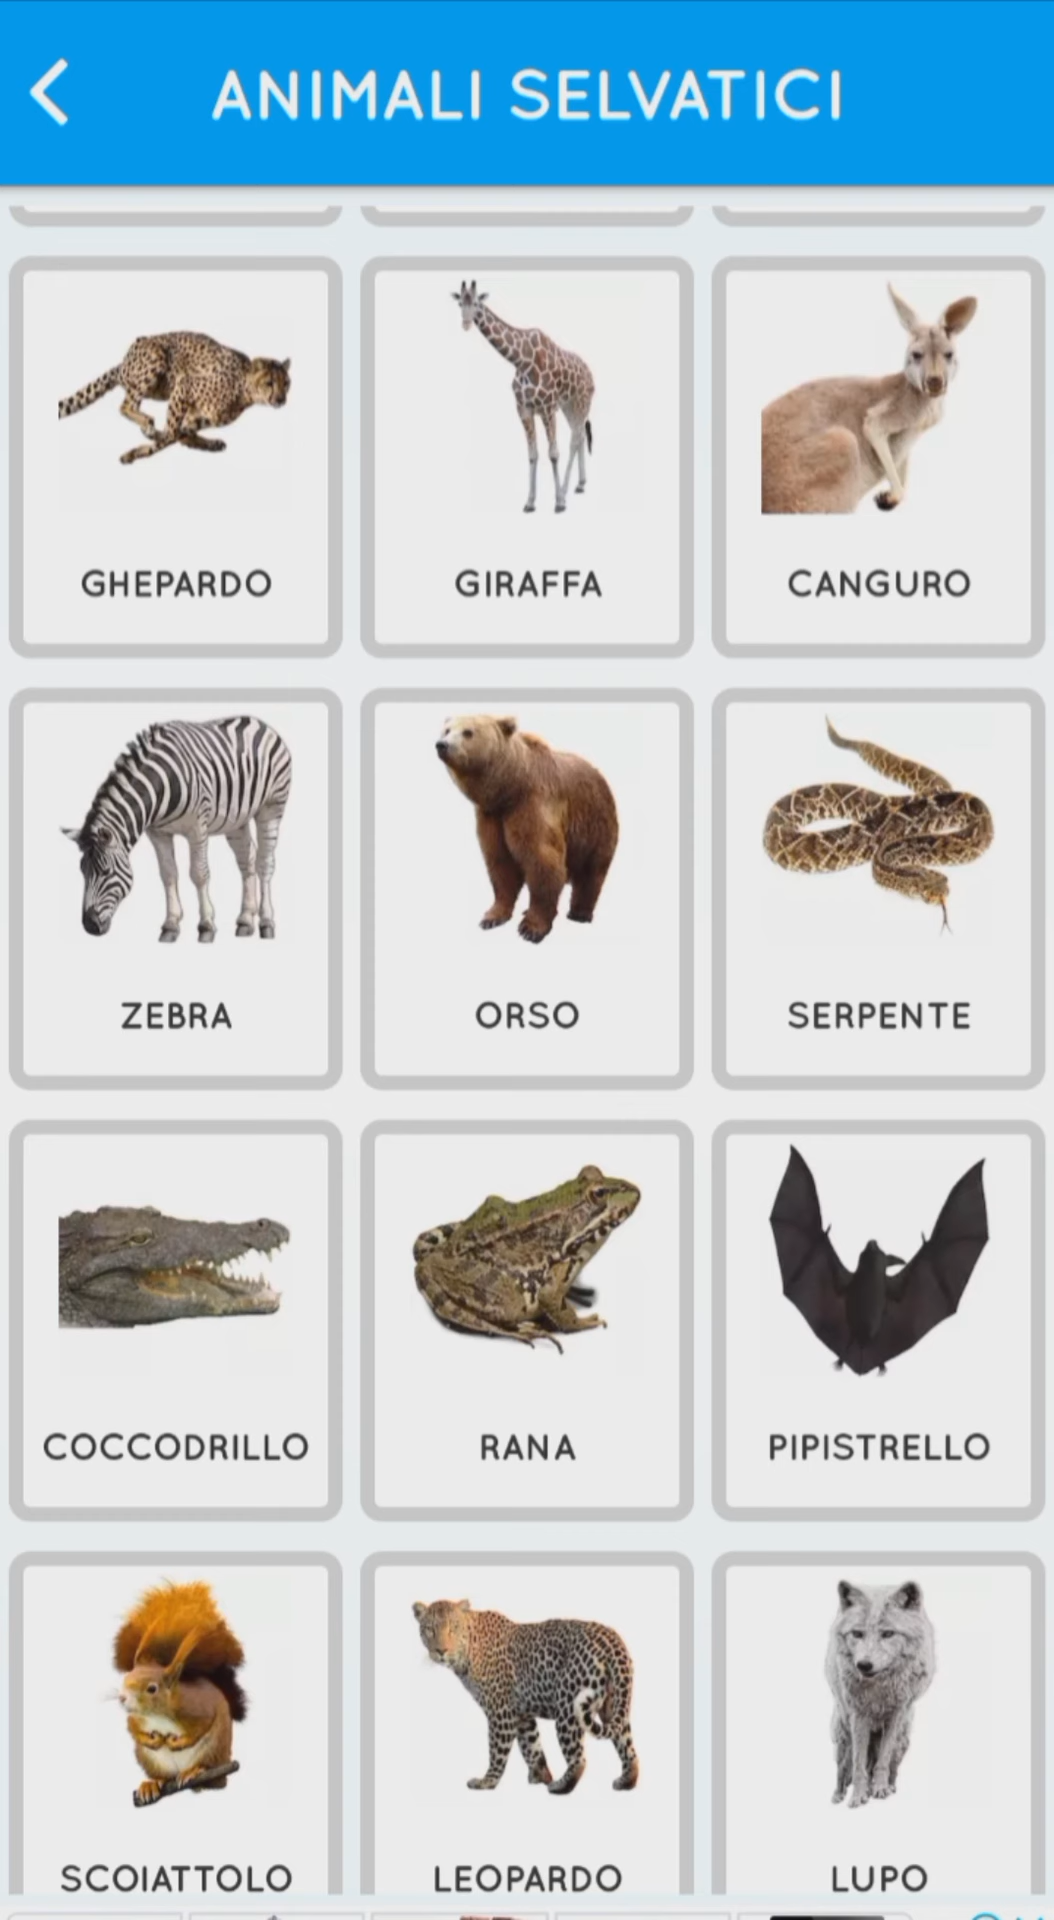 ANIMALI SELVATICI
GHEPARDO
GIRAFFA
CANGURO
ZEBRA
ORSO
SERPENTE
COCCODRILLO
RANA
PIPISTRELLO
SCOIATTOLO
LEOPARDO
LUPO